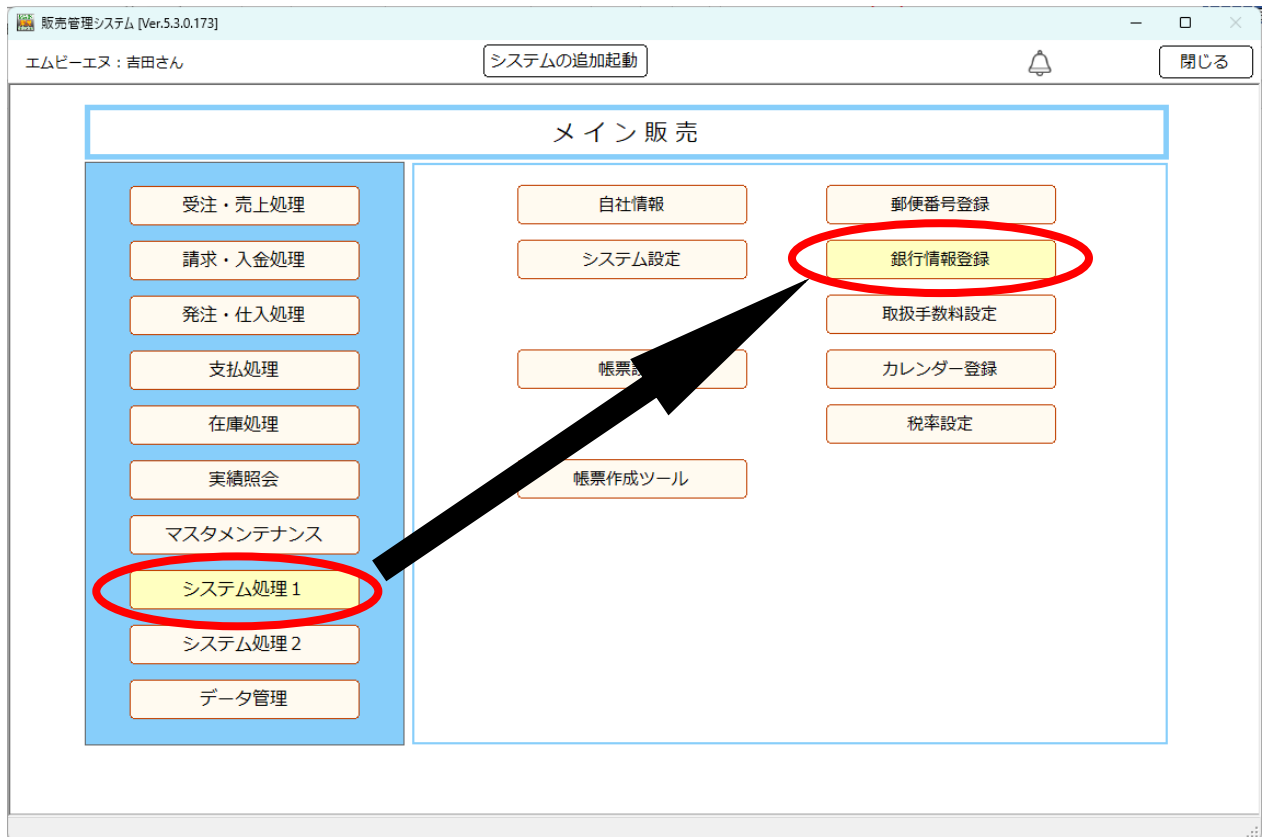 販売管理システム [Ver.5.3.0.173]
エムビーエヌ：吉田さん
システムの追加起動
閉じる
メイン販売
受注・売上処理
請求・入金処理
発注・仕入処理
支払処理
在庫処理
実績照会
マスタメンテナンス
システム処理１
システム処理２
データ管理
自社情報
システム設定
帳票
帳票作成ツール
郵便番号登録
銀行情報登録
取扱手数料設定
カレンダー登録
税率設定